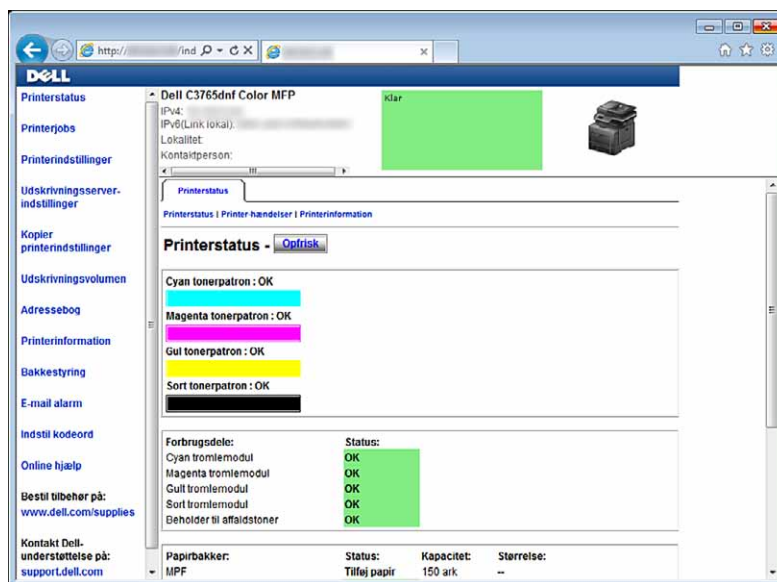 http:// /ind
DELL
Printerstatus
Printerjobs
Printerindstillinger
Udskrivningsserver-
indstillinger
Kopier
printerindstillinger
Udskrivningsvolumen
Adressebog
Printerinformation
Bakkestyring
E-mail alarm
Indstil kodeord
Online hjælp
Bestil tilbehør på:
www.dell.com/supplies
Kontakt Dell-
understøttelse på:
support.dell.com
Dell C3765dnf Color MFP
IPv4:
IPv6(Link lokal):
Lokalitet:
Kontaktperson:
Klar
Printerstatus
Printerstatus | Printer-hændelser | Printerinformation
Printerstatus - Opfrisk
Cyan tonerpatron : OK
Magenta tonerpatron : OK
Gul tonerpatron : OK
Sort tonerpatron : OK
Forbrugsdele: Status:
Cyan tromlemodul OK
Magenta tromlemodul OK
Gult tromlemodul OK
Sort tromlemodul OK
Beholder til affaldstoner OK
Papirbakker: Status: Kapacitet: Størrelse:
MPF Tilføj papir 150 ark --